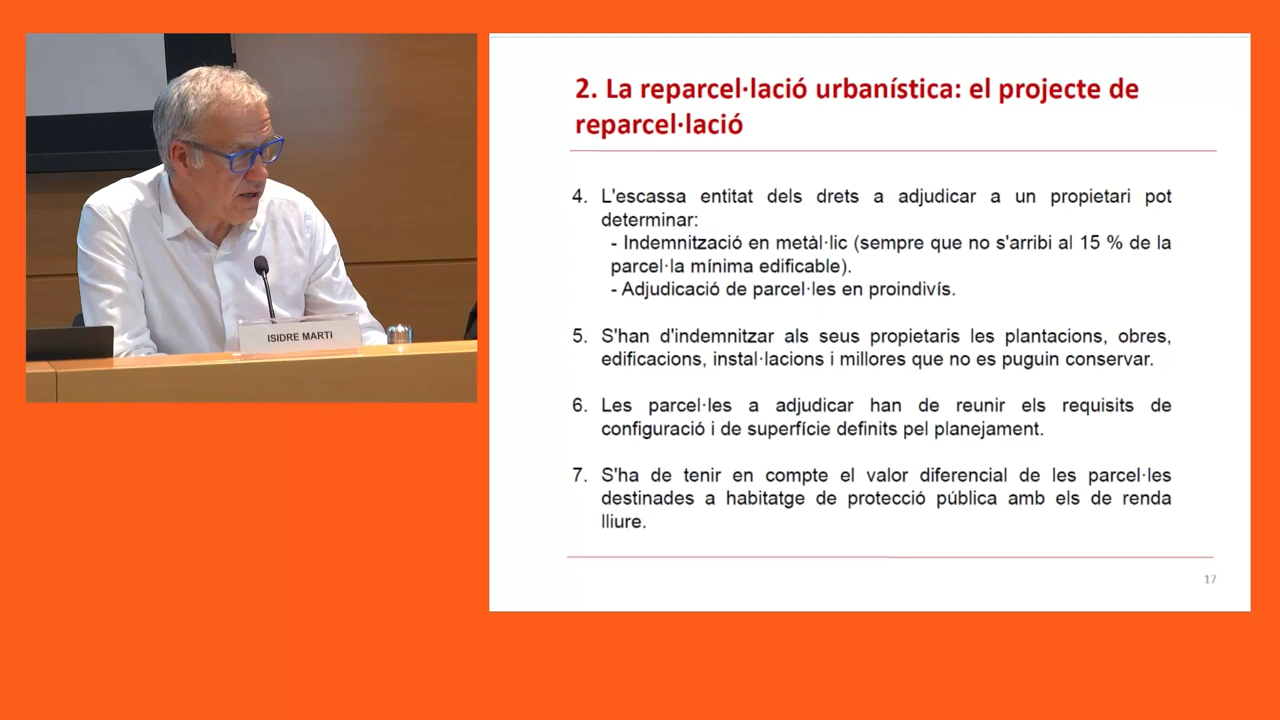 2. La reparcel·lació urbanística: el projecte de
reparcel·lació
4. L'escassa entitat dels drets a adjudicar a un propietari pot
determinar:
- Indemnització en metàl·lic (sempre que no s'arribi al 15 % de la
parcel·la mínima edificable).
- Adjudicació de parcel·les en proindivís.
5. S'han d'indemnitzar als seus propietaris les plantacions, obres,
edificacions, instal·lacions i millores que no es puguin conservar.
6. Les parcel·les a adjudicar han de reunir els requisits de
configuració i de superfície definits pel planejament.
7. S'ha de tenir en compte el valor diferencial de les parcel·les
destinades a habitatge de protecció pública amb els de renda
lliure.
17
ISIDRE MARTÍ